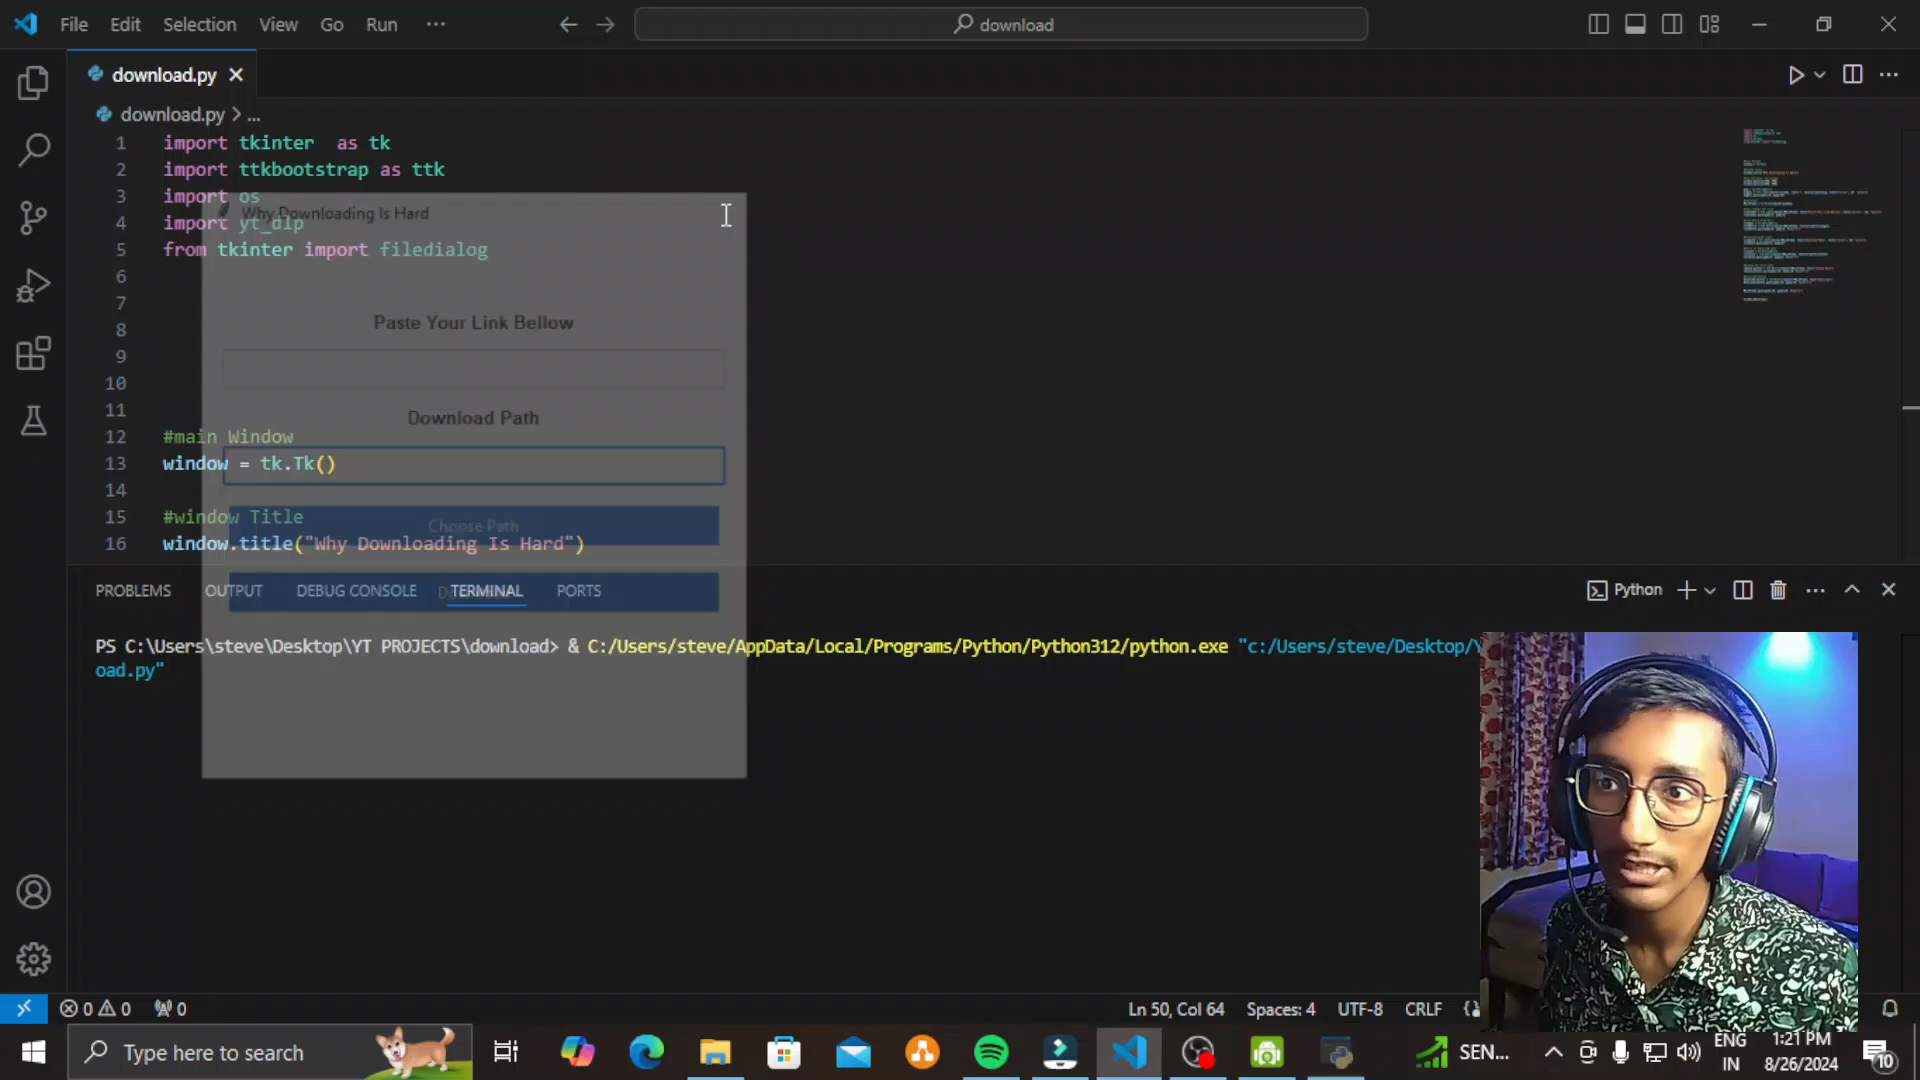 File Edit Selection View Go Run ···
download
download.py
download.py > ...
1 import tkinter as tk
2 import ttkbootstrap as ttk
3 import os
4 import yt_dlp
5 from tkinter import filedialog
6
7
8
9
10
11
12 #main Window
13 window = tk.Tk()
14
15 #window Title
16 window.title("Why Downloading Is Hard")
Why Downloading Is Hard
Paste Your Link Bellow
Download Path
Choose Path
PROBLEMS OUTPUT DEBUG CONSOLE TERMINAL PORTS
Python
PS C:\Users\steve\Desktop\YT PROJECTS\download> & C:/Users/steve/AppData/Local/Programs/Python/Python312/python.exe "c:/Users/steve/Desktop/Y
oad.py"
0 0 0
Ln 50, Col 64 Spaces: 4 UTF-8 CRLF {
Type here to search
SEN...
ENG
IN
1:21 PM
8/26/2024
10